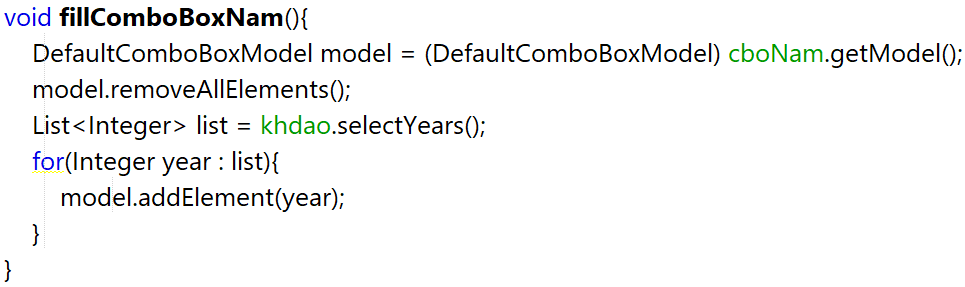 void fillComboBoxNam(){
    DefaultComboBoxModel model = (DefaultComboBoxModel) cboNam.getModel();
    model.removeAllElements();
    List<Integer> list = khdao.selectYears();
    for(Integer year : list){
        model.addElement(year);
    }
}